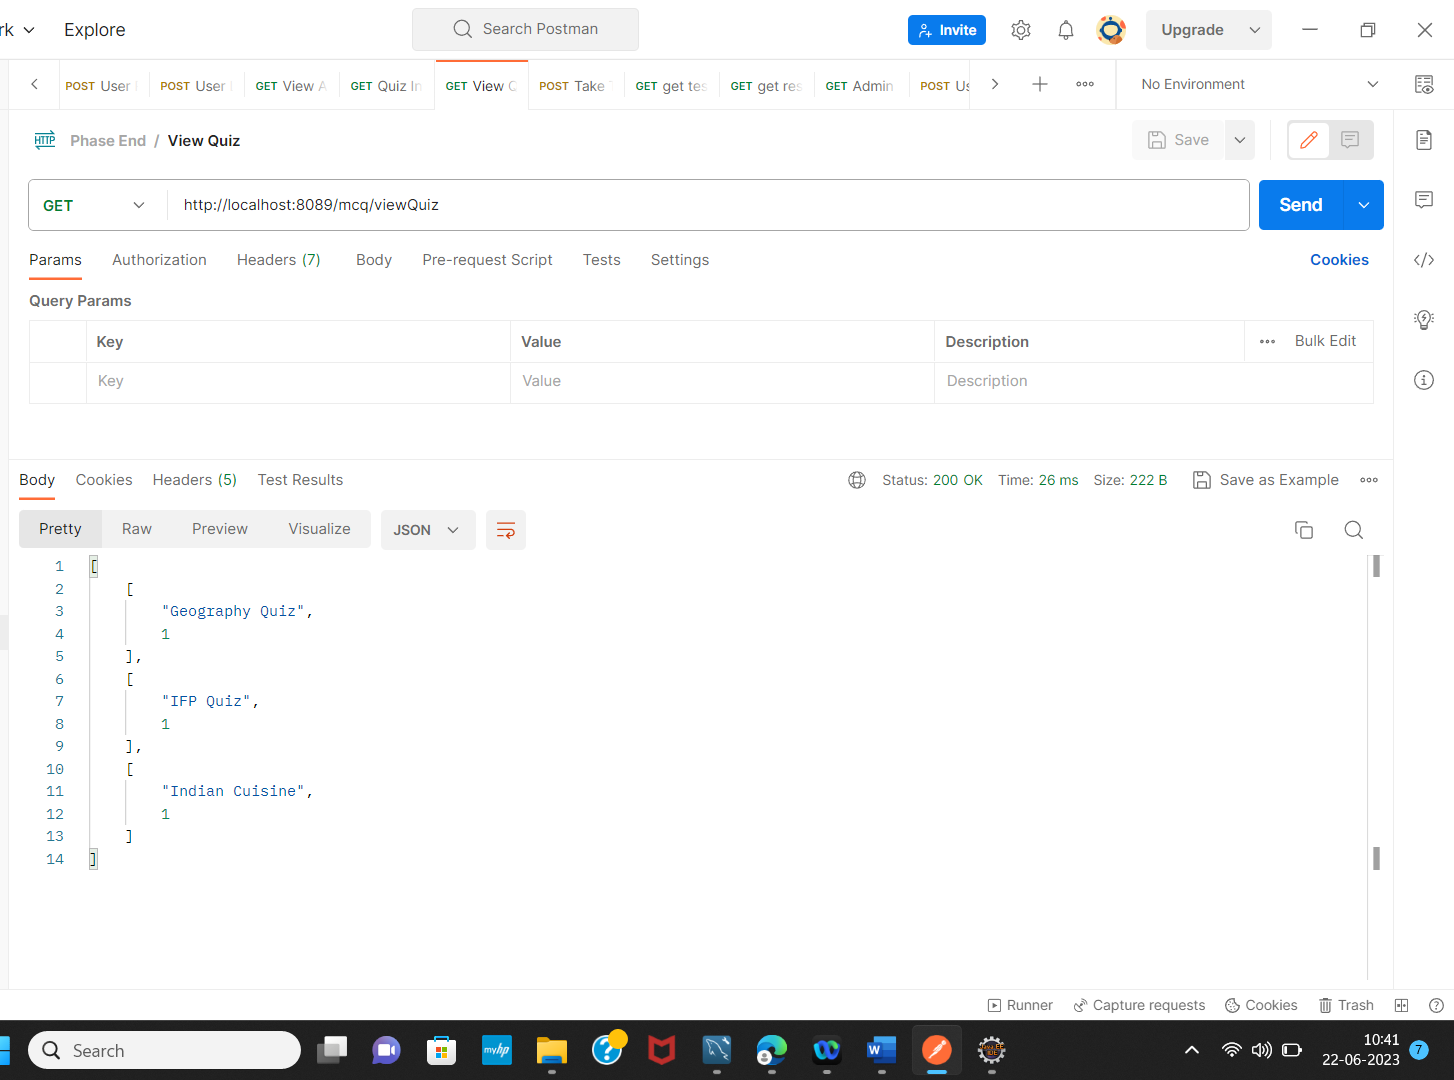 rk Explore Search Postman Invite Upgrade
POST User POST User GET View A GET Quiz In GET View POST Take GET get tes GET get res GET Admin POST Us No Environment
HTTP Phase End / View Quiz Save
GET http://localhost:8089/mcq/viewQuiz Send
Params Authorization Headers (7) Body Pre-request Script Tests Settings Cookies
Query Params
Key Value Description Bulk Edit
Key Value Description
Body Cookies Headers (5) Test Results Status: 200 OK Time: 26 ms Size: 222 B Save as Example
Pretty Raw Preview Visualize JSON
1 [
2 [
3 "Geography Quiz",
4 1
5 ],
6 [
7 "IFP Quiz",
8 1
9 ],
10 [
11 "Indian Cuisine",
12 1
13 ]
14 ]
Runner Capture requests Cookies Trash
Search myhp W 10:41
22-06-2023 7